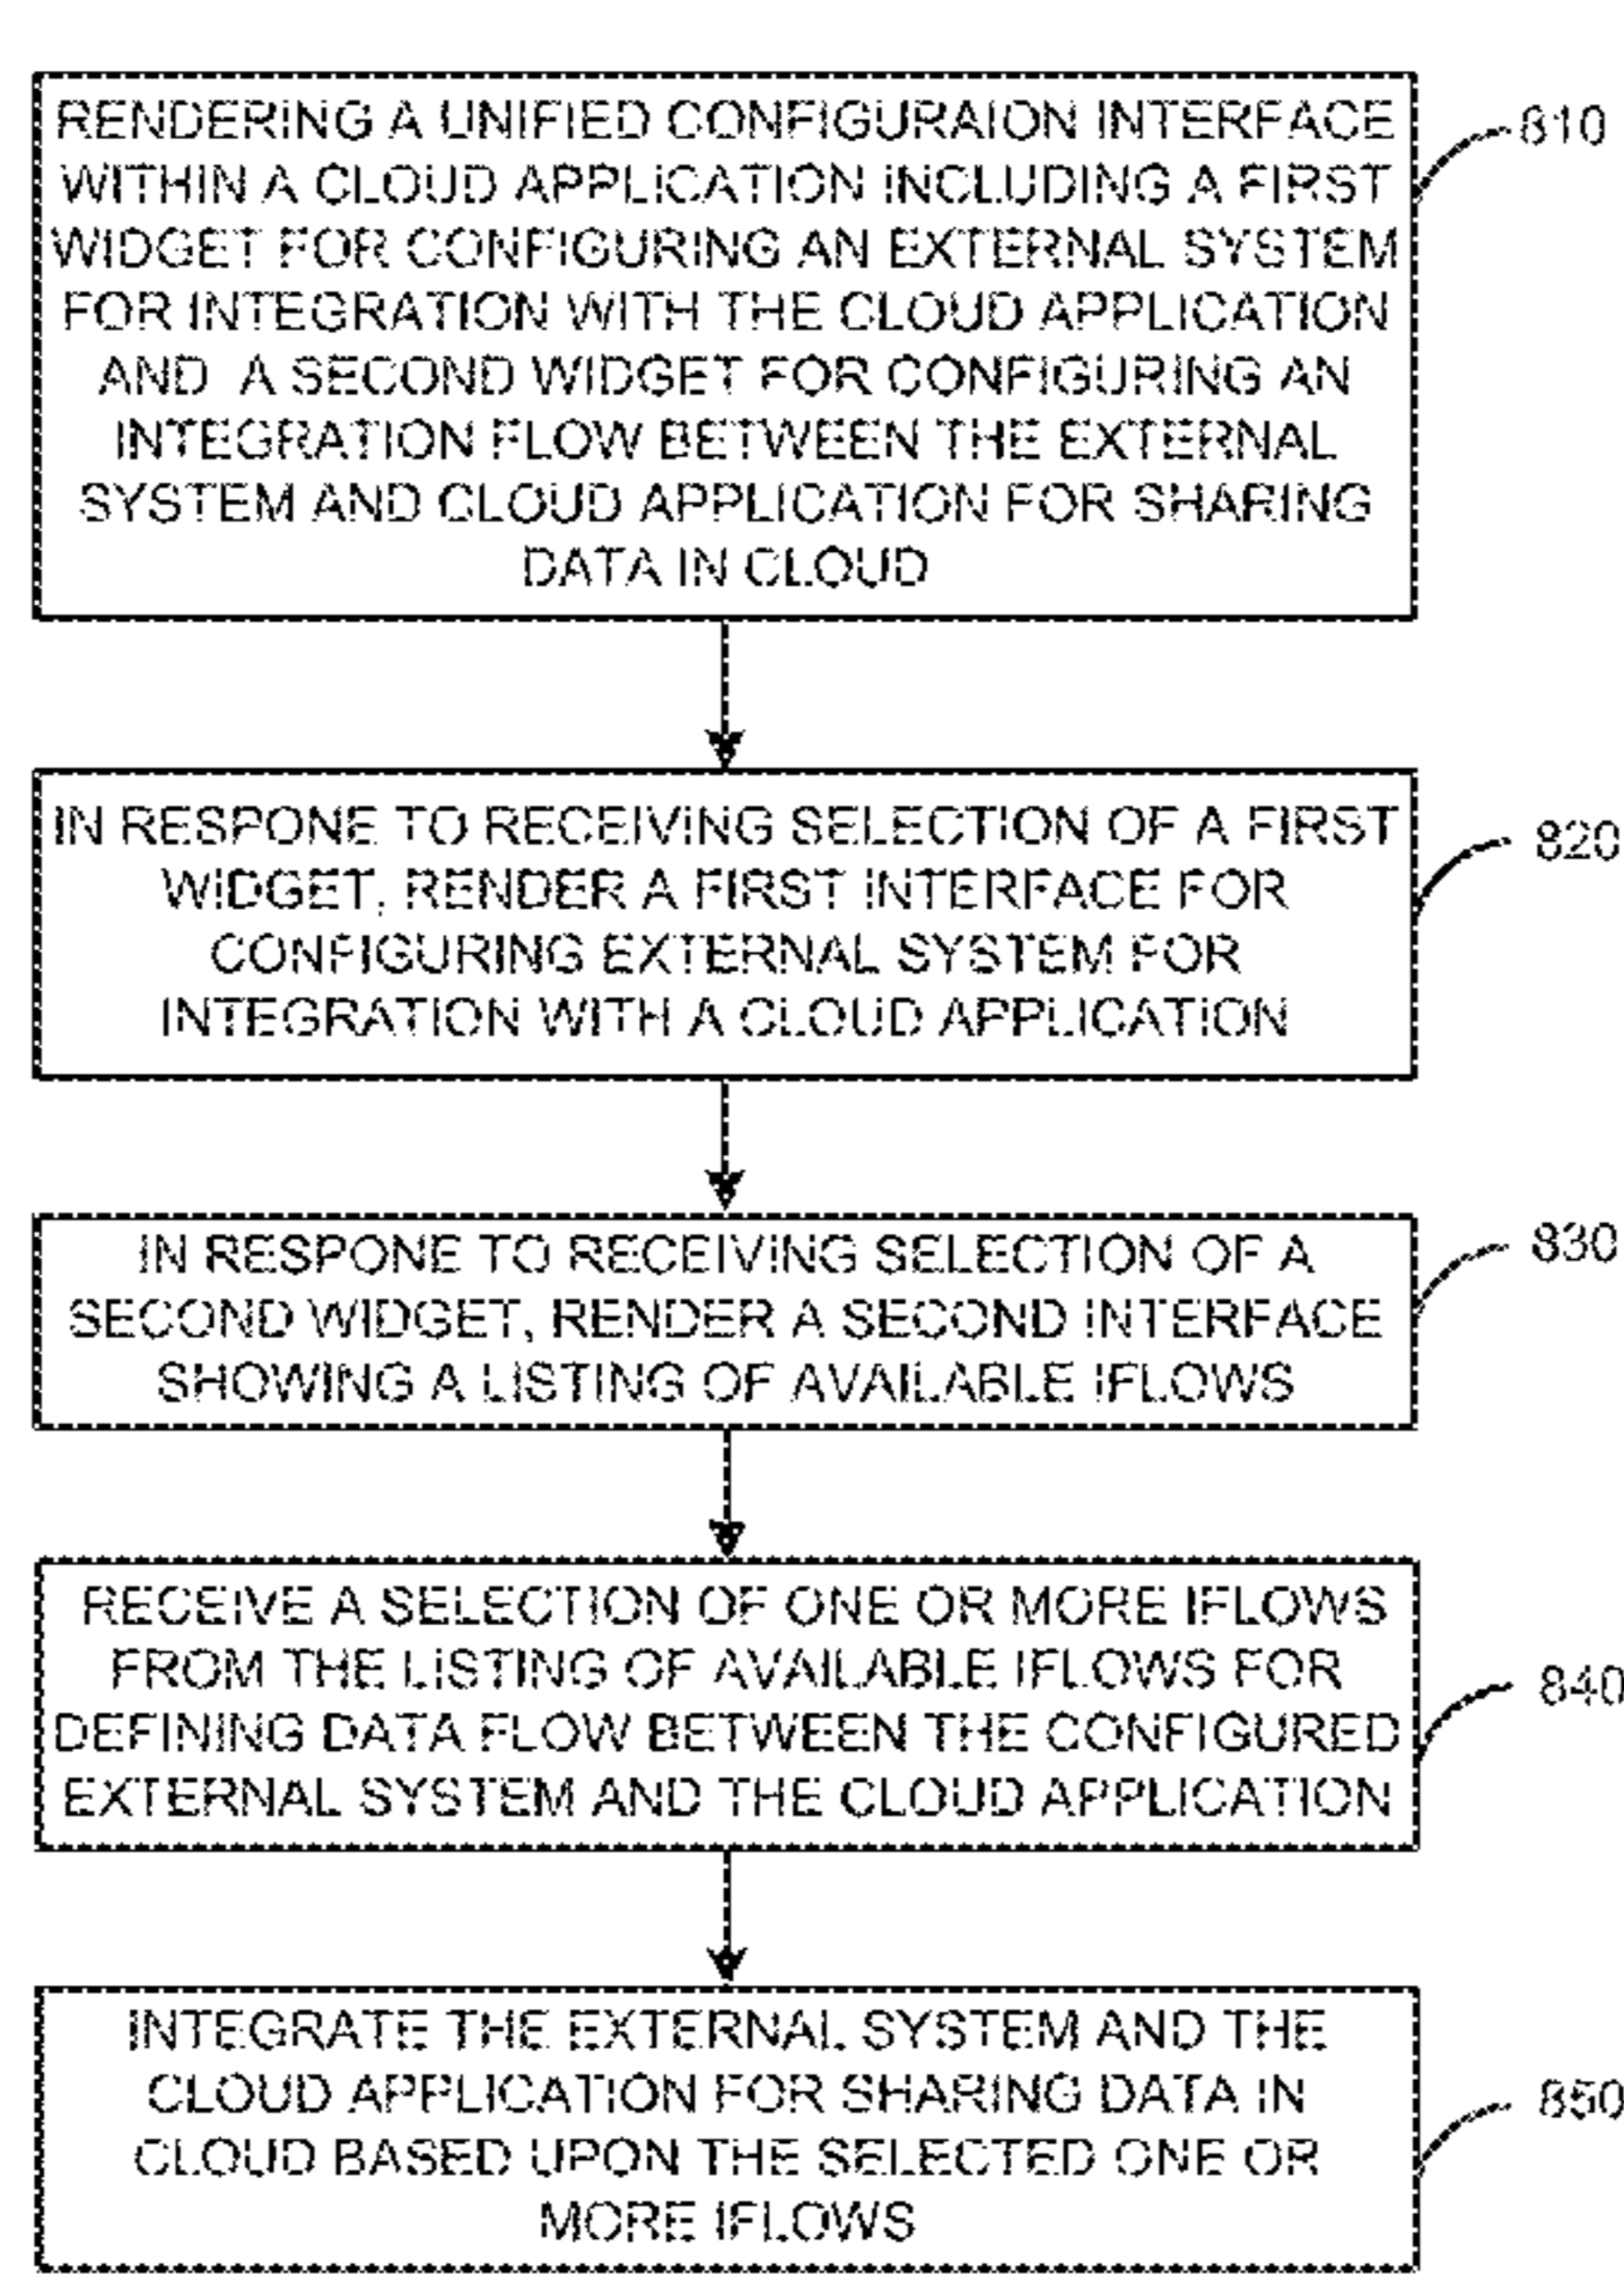 RENDERING A UNIFIED CONFIGURAION INTERFACE
WITHIN A CLOUD APPLICATION INCLUDING A FIRST
WIDGET FOR CONFIGURING AN EXTERNAL SYSTEM
FOR INTEGRATION WITH THE CLOUD APPLICATION
AND A SECOND WIDGET FOR CONFIGURING AN
INTEGRATION FLOW BETWEEN THE EXTERNAL
SYSTEM AND CLOUD APPLICATION FOR SHARING
DATA IN CLOUD
810
IN RESPONE TO RECEIVING SELECTION OF A FIRST
WIDGET, RENDER A FIRST INTERFACE FOR
CONFIGURING EXTERNAL SYSTEM FOR
INTEGRATION WITH A CLOUD APPLICATION
820
IN RESPONE TO RECEIVING SELECTION OF A
SECOND WIDGET, RENDER A SECOND INTERFACE
SHOWING A LISTING OF AVAILABLE IFLOWS
830
RECEIVE A SELECTION OF ONE OR MORE IFLOWS
FROM THE LISTING OF AVAILABLE IFLOWS FOR
DEFINING DATA FLOW BETWEEN THE CONFIGURED
EXTERNAL SYSTEM AND THE CLOUD APPLICATION
840
INTEGRATE THE EXTERNAL SYSTEM AND THE
CLOUD APPLICATION FOR SHARING DATA IN
CLOUD BASED UPON THE SELECTED ONE OR
MORE IFLOWS
850